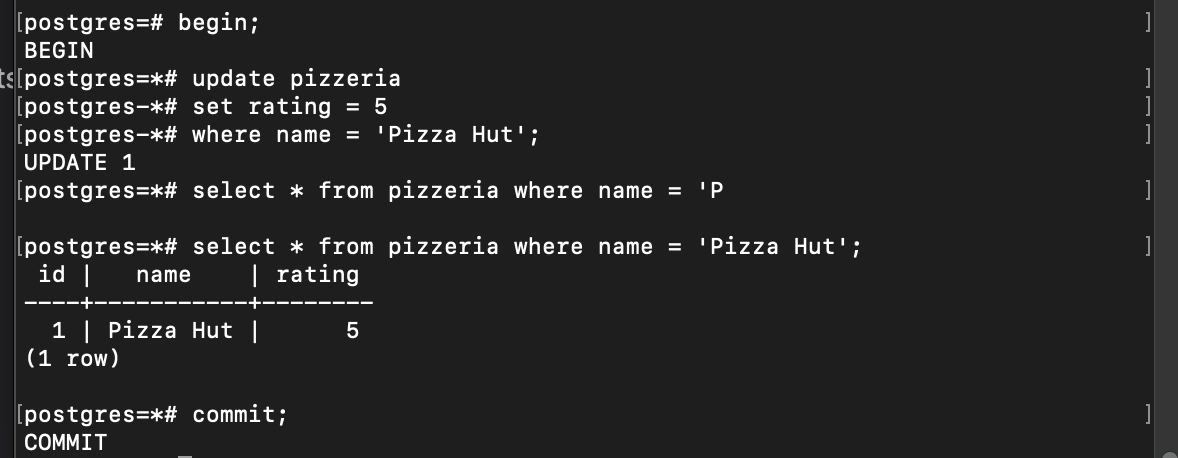 [postgres=# begin; ]
BEGIN
ts[postgres=*# update pizzeria ]
[postgres-*# set rating = 5 ]
[postgres-*# where name = 'Pizza Hut'; ]
UPDATE 1
[postgres=*# select * from pizzeria where name = 'P ]
[postgres=*# select * from pizzeria where name = 'Pizza Hut'; ]
 id |   name    | rating
----+-----------+--------
  1 | Pizza Hut |      5
(1 row)
[postgres=*# commit; ]
COMMIT